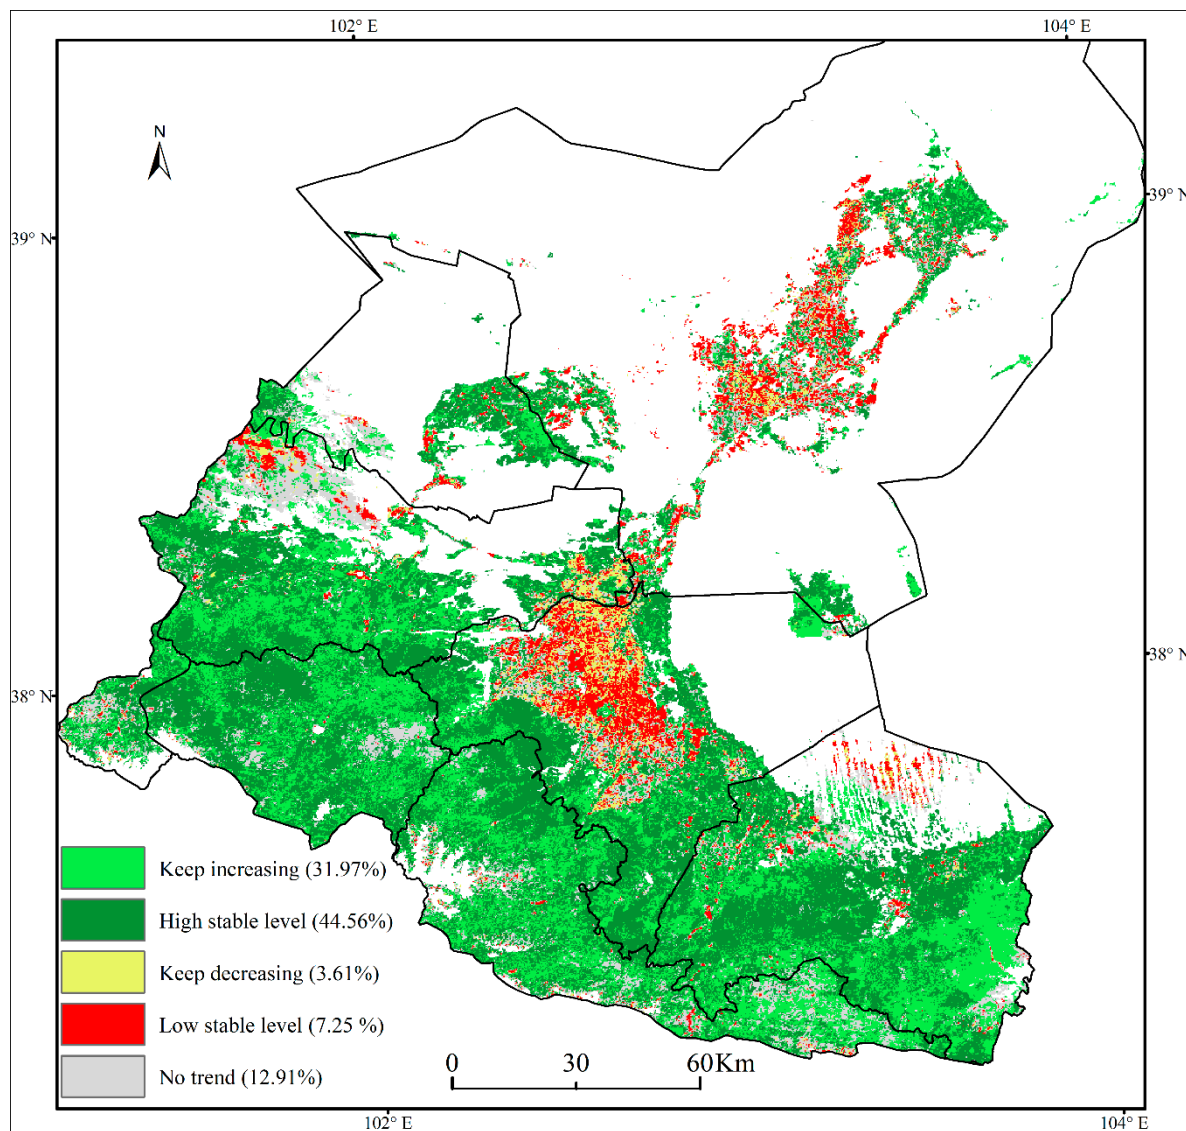 102° E
104° E
N
39° N
39° N
38° N
38° N
Keep increasing (31.97%)
High stable level (44.56%)
Keep decreasing (3.61%)
Low stable level (7.25 %)
No trend (12.91%)
0 30 60Km
102° E
104° E